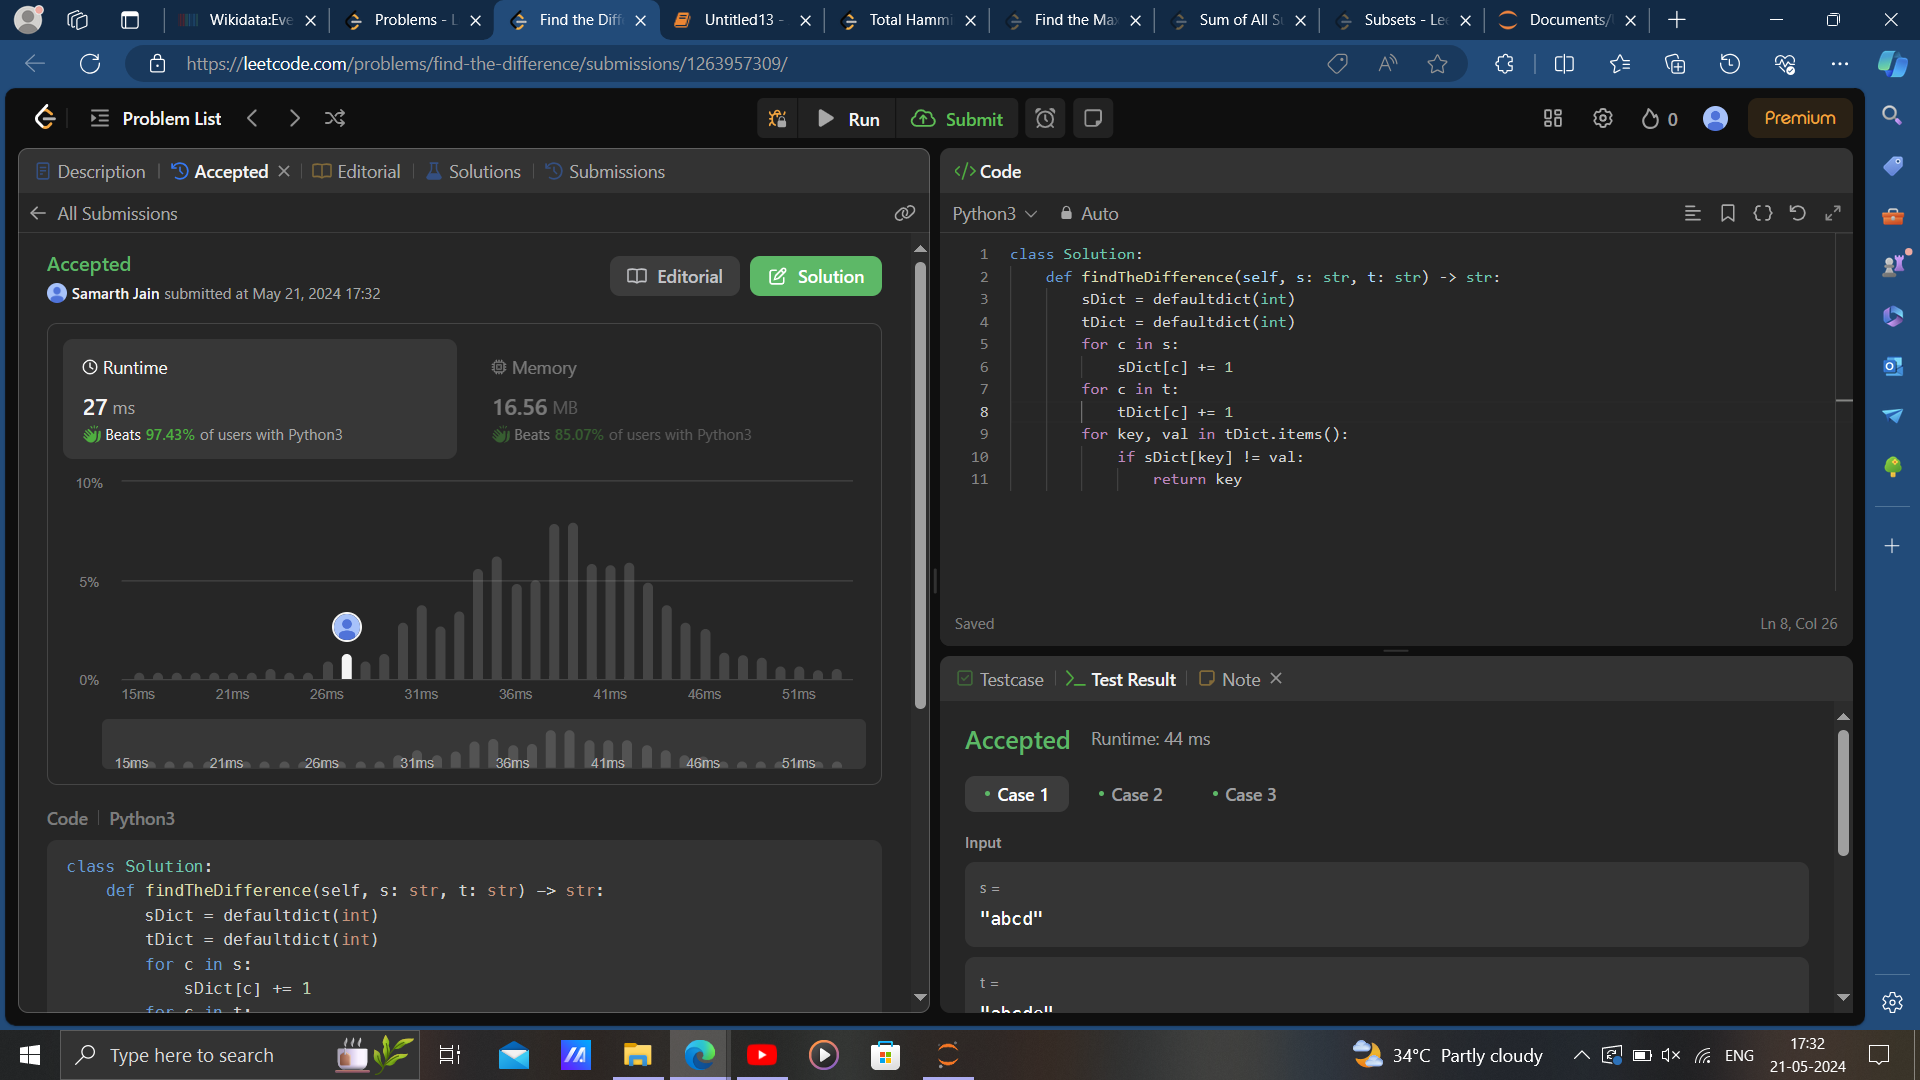 Wikidata:Eve
Problems - L
Find the Diff
Untitled13 -
Total Hammi
Find the Ma
Sum of All S
Subsets - Le
Documents/
https://leetcode.com/problems/find-the-difference/submissions/1263957309/
Problem List
Run
Submit
0
Premium
Description
Accepted
Editorial
Solutions
Submissions
All Submissions
Accepted
Samarth Jain submitted at May 21, 2024 17:32
Editorial
Solution
Runtime
27 ms
Beats 97.43% of users with Python3
Memory
16.56 MB
Beats 85.07% of users with Python3
10%
5%
0%
15ms 21ms 26ms 31ms 36ms 41ms 46ms 51ms
15ms 21ms 26ms 31ms 36ms 41ms 46ms 51ms
Code | Python3
class Solution:
def findTheDifference(self, s: str, t: str) -> str:
sDict = defaultdict(int)
tDict = defaultdict(int)
for c in s:
sDict[c] += 1
for c in t:
</> Code
Python3
Auto
1 class Solution:
2 def findTheDifference(self, s: str, t: str) -> str:
3 sDict = defaultdict(int)
4 tDict = defaultdict(int)
5 for c in s:
6 sDict[c] += 1
7 for c in t:
8 tDict[c] += 1
9 for key, val in tDict.items():
10 if sDict[key] != val:
11 return key
Saved
Ln 8, Col 26
Testcase
Test Result
Note
Accepted
Runtime: 44 ms
• Case 1
• Case 2
• Case 3
Input
s =
"abcd"
t =
"abcde"
Type here to search
34°C Partly cloudy
ENG
17:32
21-05-2024